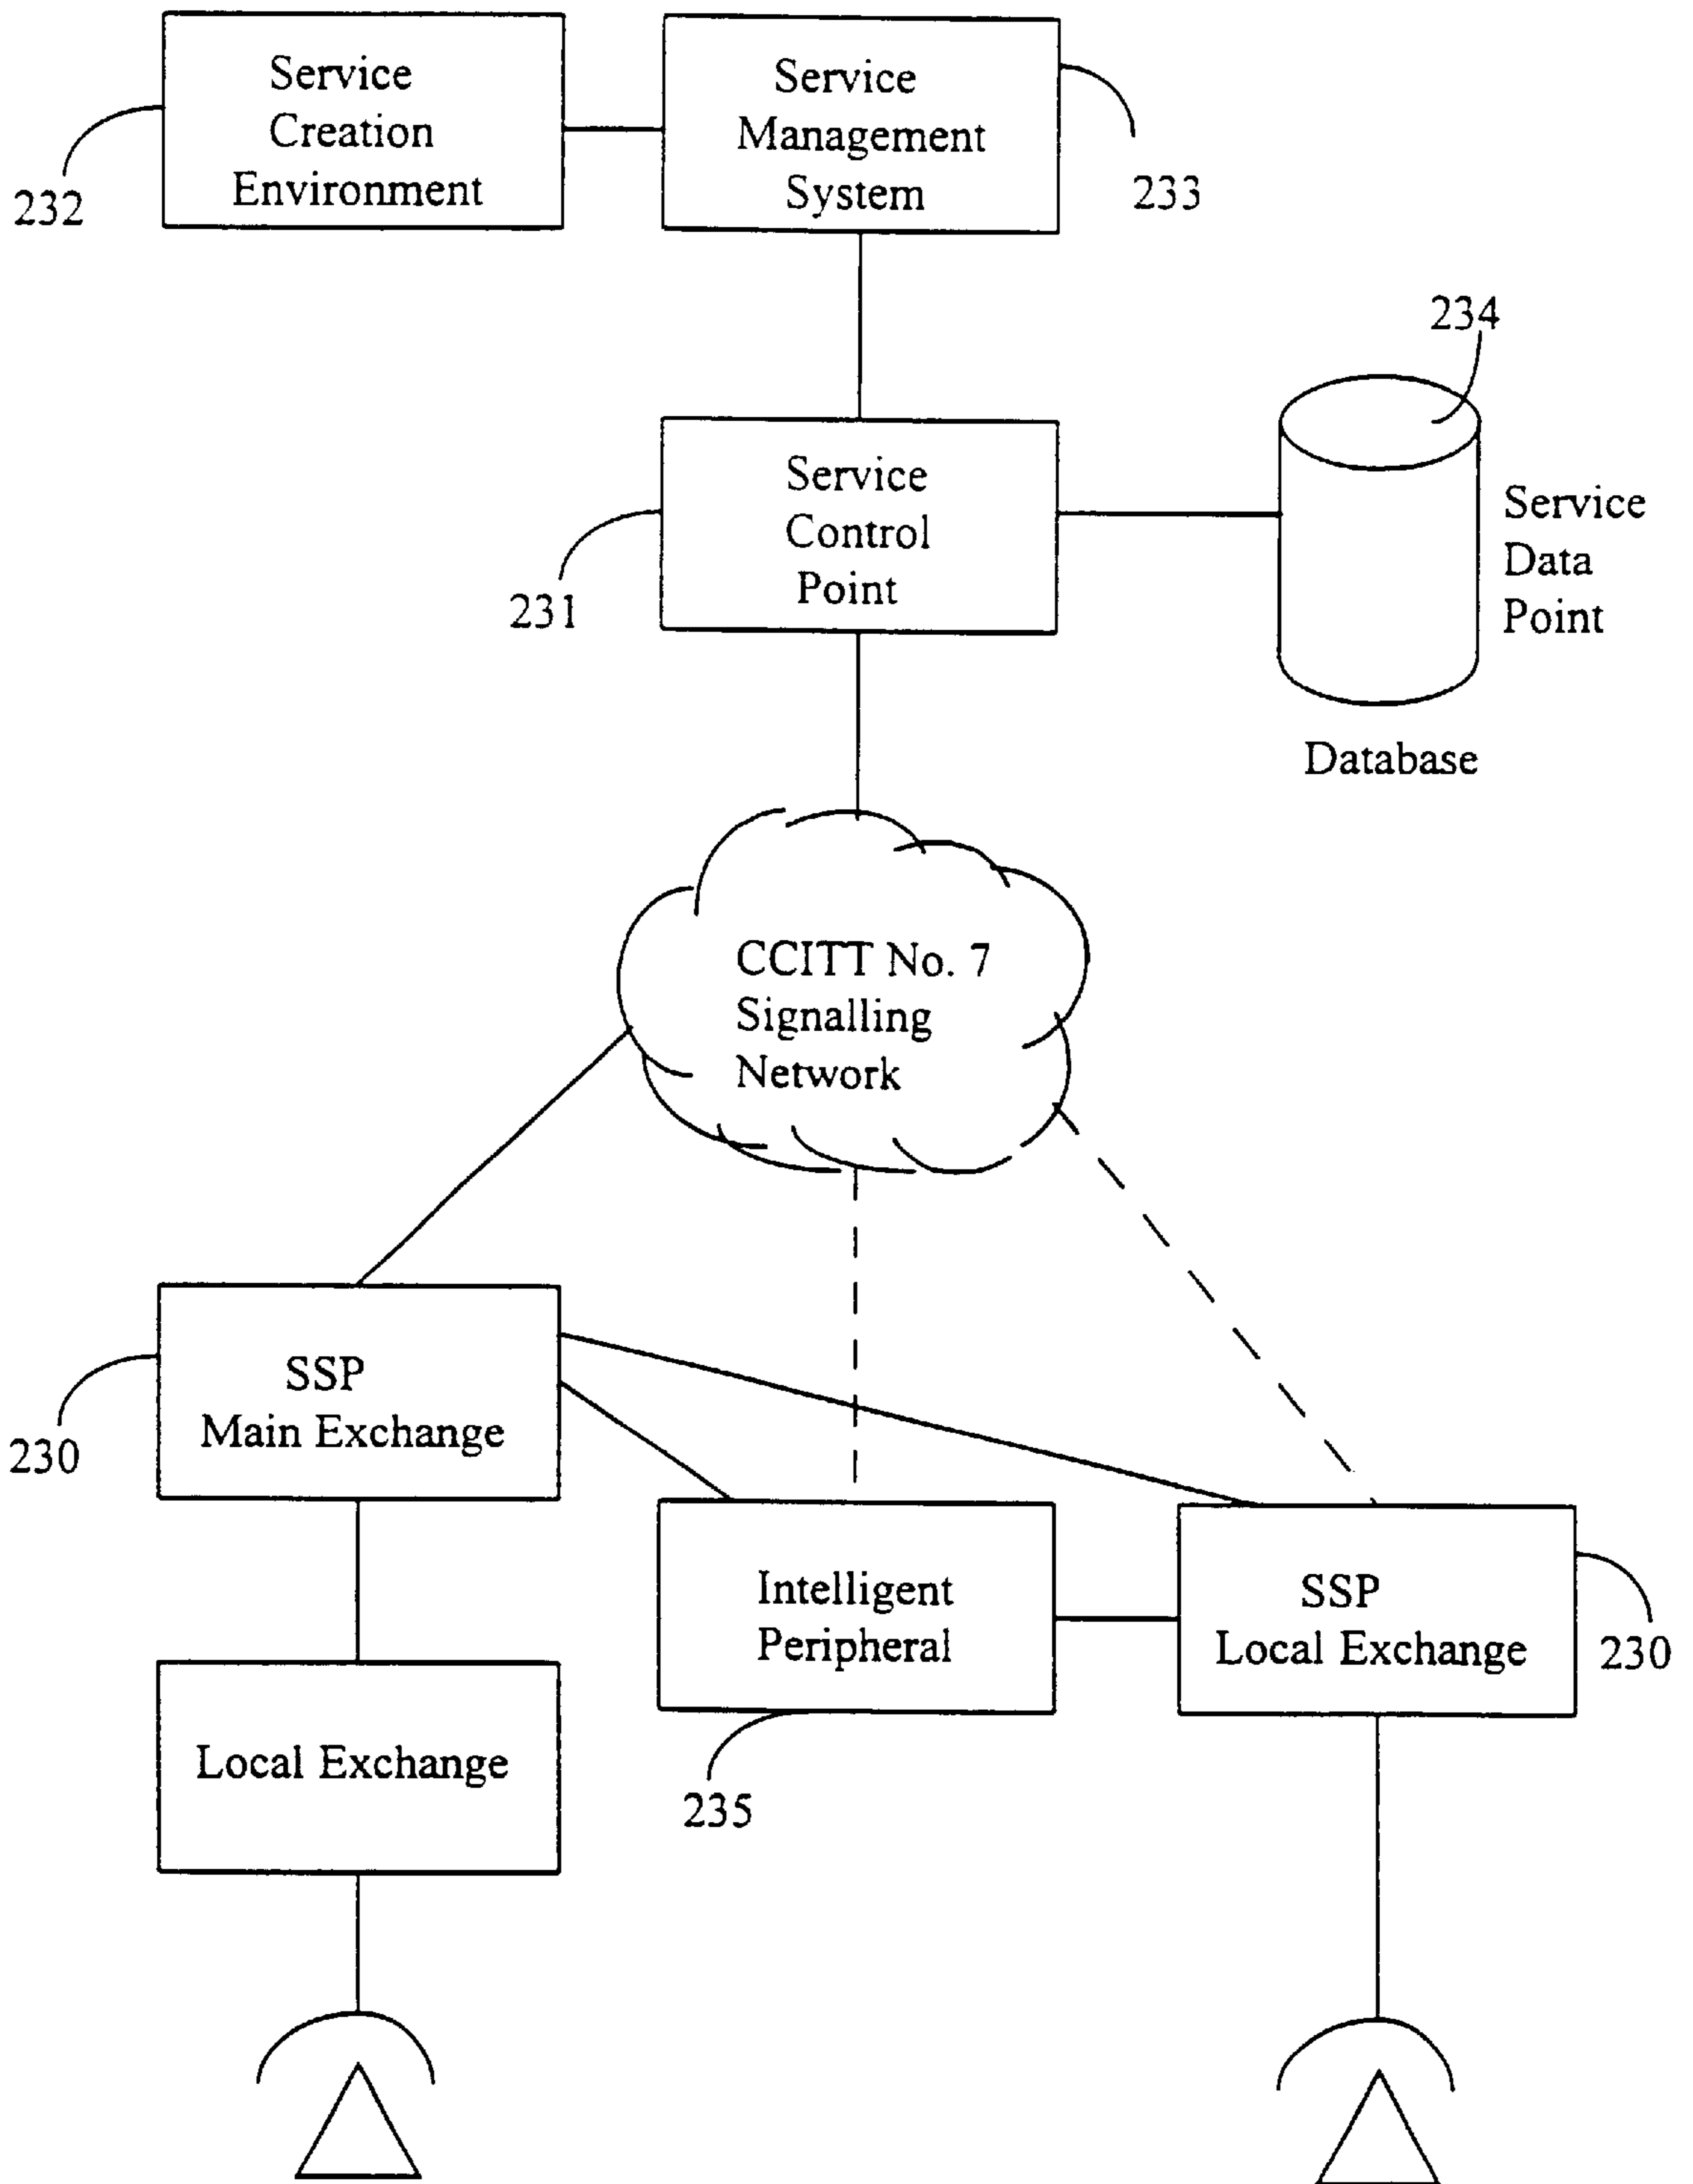 Service
Creation
Environment
232
Service
Management
System
233
234
Service
Control
Point
231
Service
Data
Point
Database
CCITT No. 7
Signalling
Network
SSP
Main Exchange
230
Intelligent
Peripheral
235
SSP
Local Exchange
230
Local Exchange